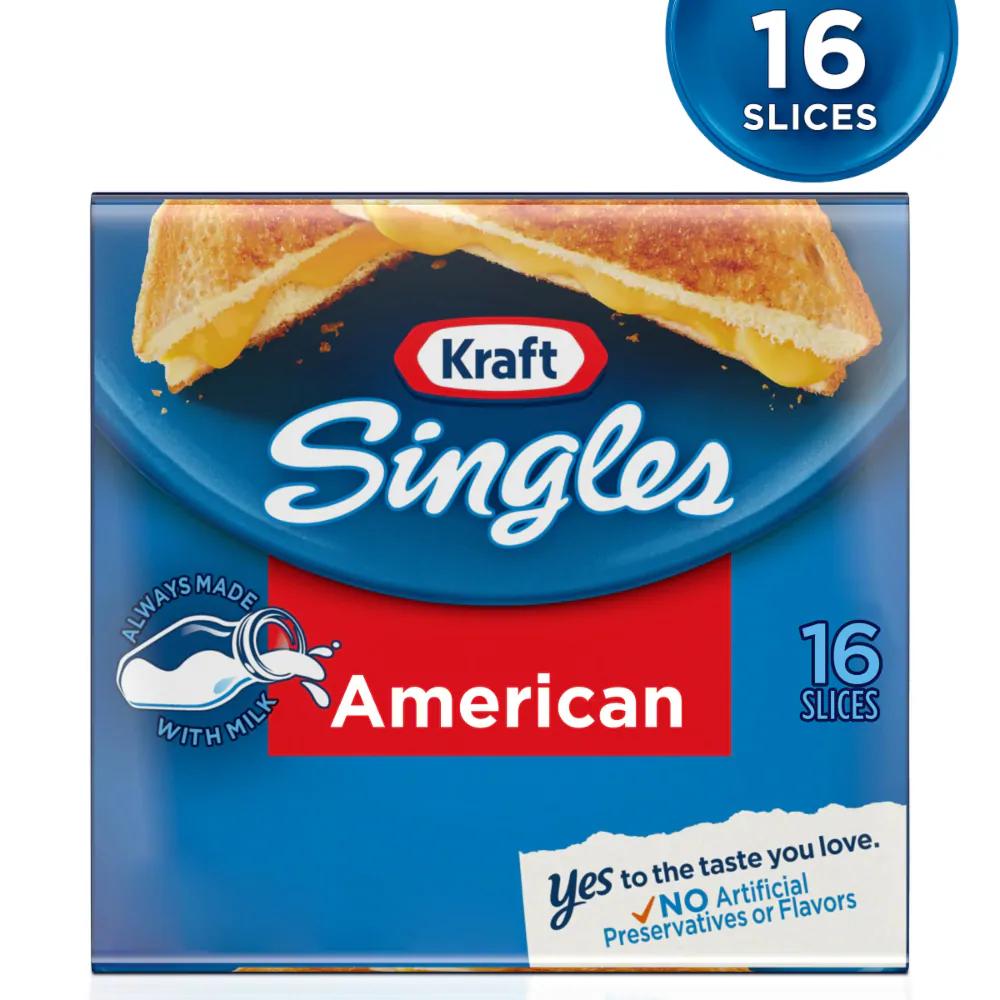 16
SLICES
Kraft
Singles
ALWAYS MADE
WITH MILK
American
16
SLICES
Yes to the taste you love.
NO Artificial
Preservatives or Flavors